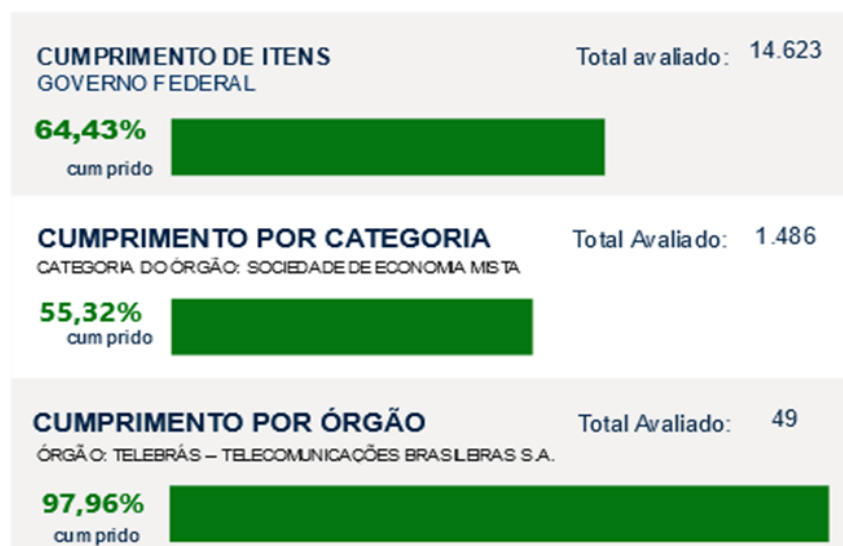 CUMPRIMENTO DE ITENS
Total avaliado: 14.623
GOVERNO FEDERAL
64,43%
cumprido
CUMPRIMENTO POR CATEGORIA
Total Avaliado: 1.486
CATEGORIA DO ÓRGÃO: SOCIEDADE DE ECONOMIA MISTA
55,32%
cumprido
CUMPRIMENTO POR ÓRGÃO
Total Avaliado: 49
ÓRGÃO: TELEBRÁS – TELECOMUNICAÇÕES BRASILEIRAS S.A.
97,96%
cumprido